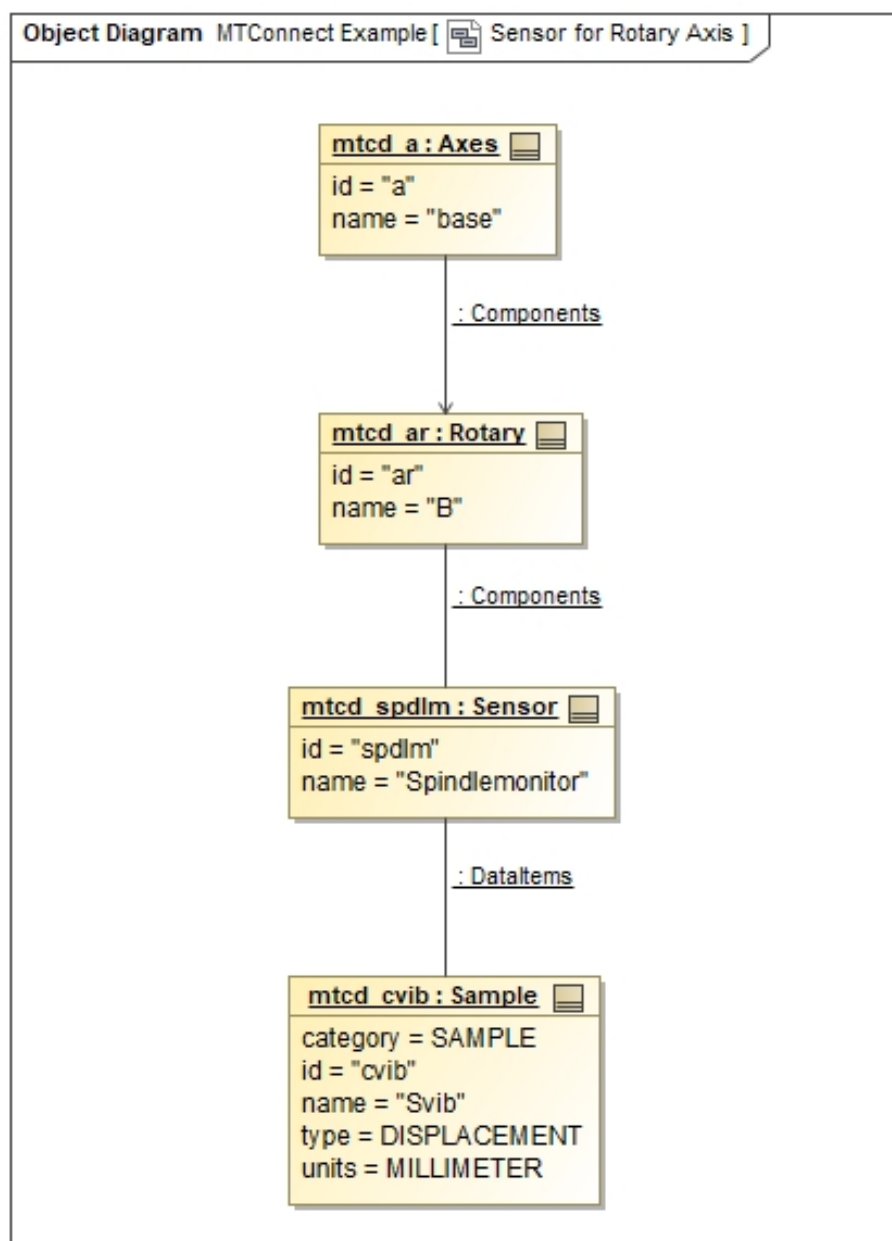 Object Diagram MTConnect Example [ Sensor for Rotary Axis ]
mtcd_a : Axes
id = "a"
name = "base"
: Components
mtcd_ar : Rotary
id = "ar"
name = "B"
: Components
mtcd_spdlm : Sensor
id = "spdlm"
name = "Spindlemonitor"
: DataItems
mtcd_cvib : Sample
category = SAMPLE
id = "cvib"
name = "Svib"
type = DISPLACEMENT
units = MILLIMETER